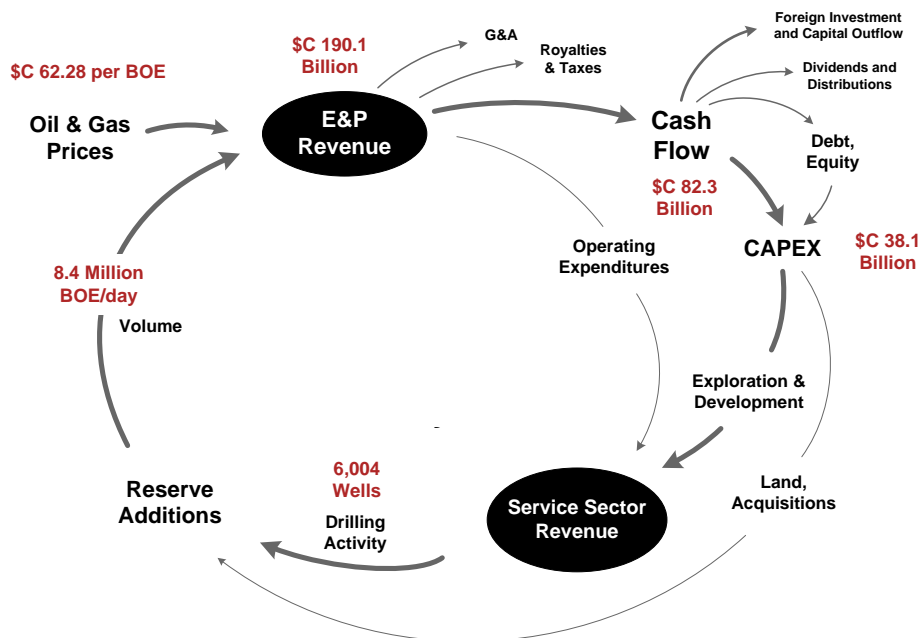 Foreign Investment
and Capital Outflow
$C 190.1
Billion
G&A
Royalties
& Taxes
$C 62.28 per BOE
Dividends and
Distributions
Oil & Gas
Prices
E&P
Revenue
Cash
Flow
Debt,
Equity
$C 82.3
Billion
Operating
Expenditures
CAPEX
$C 38.1
Billion
8.4 Million
BOE/day
Volume
Exploration &
Development
6,004
Wells
Reserve
Additions
Drilling
Activity
Service Sector
Revenue
Land,
Acquisitions